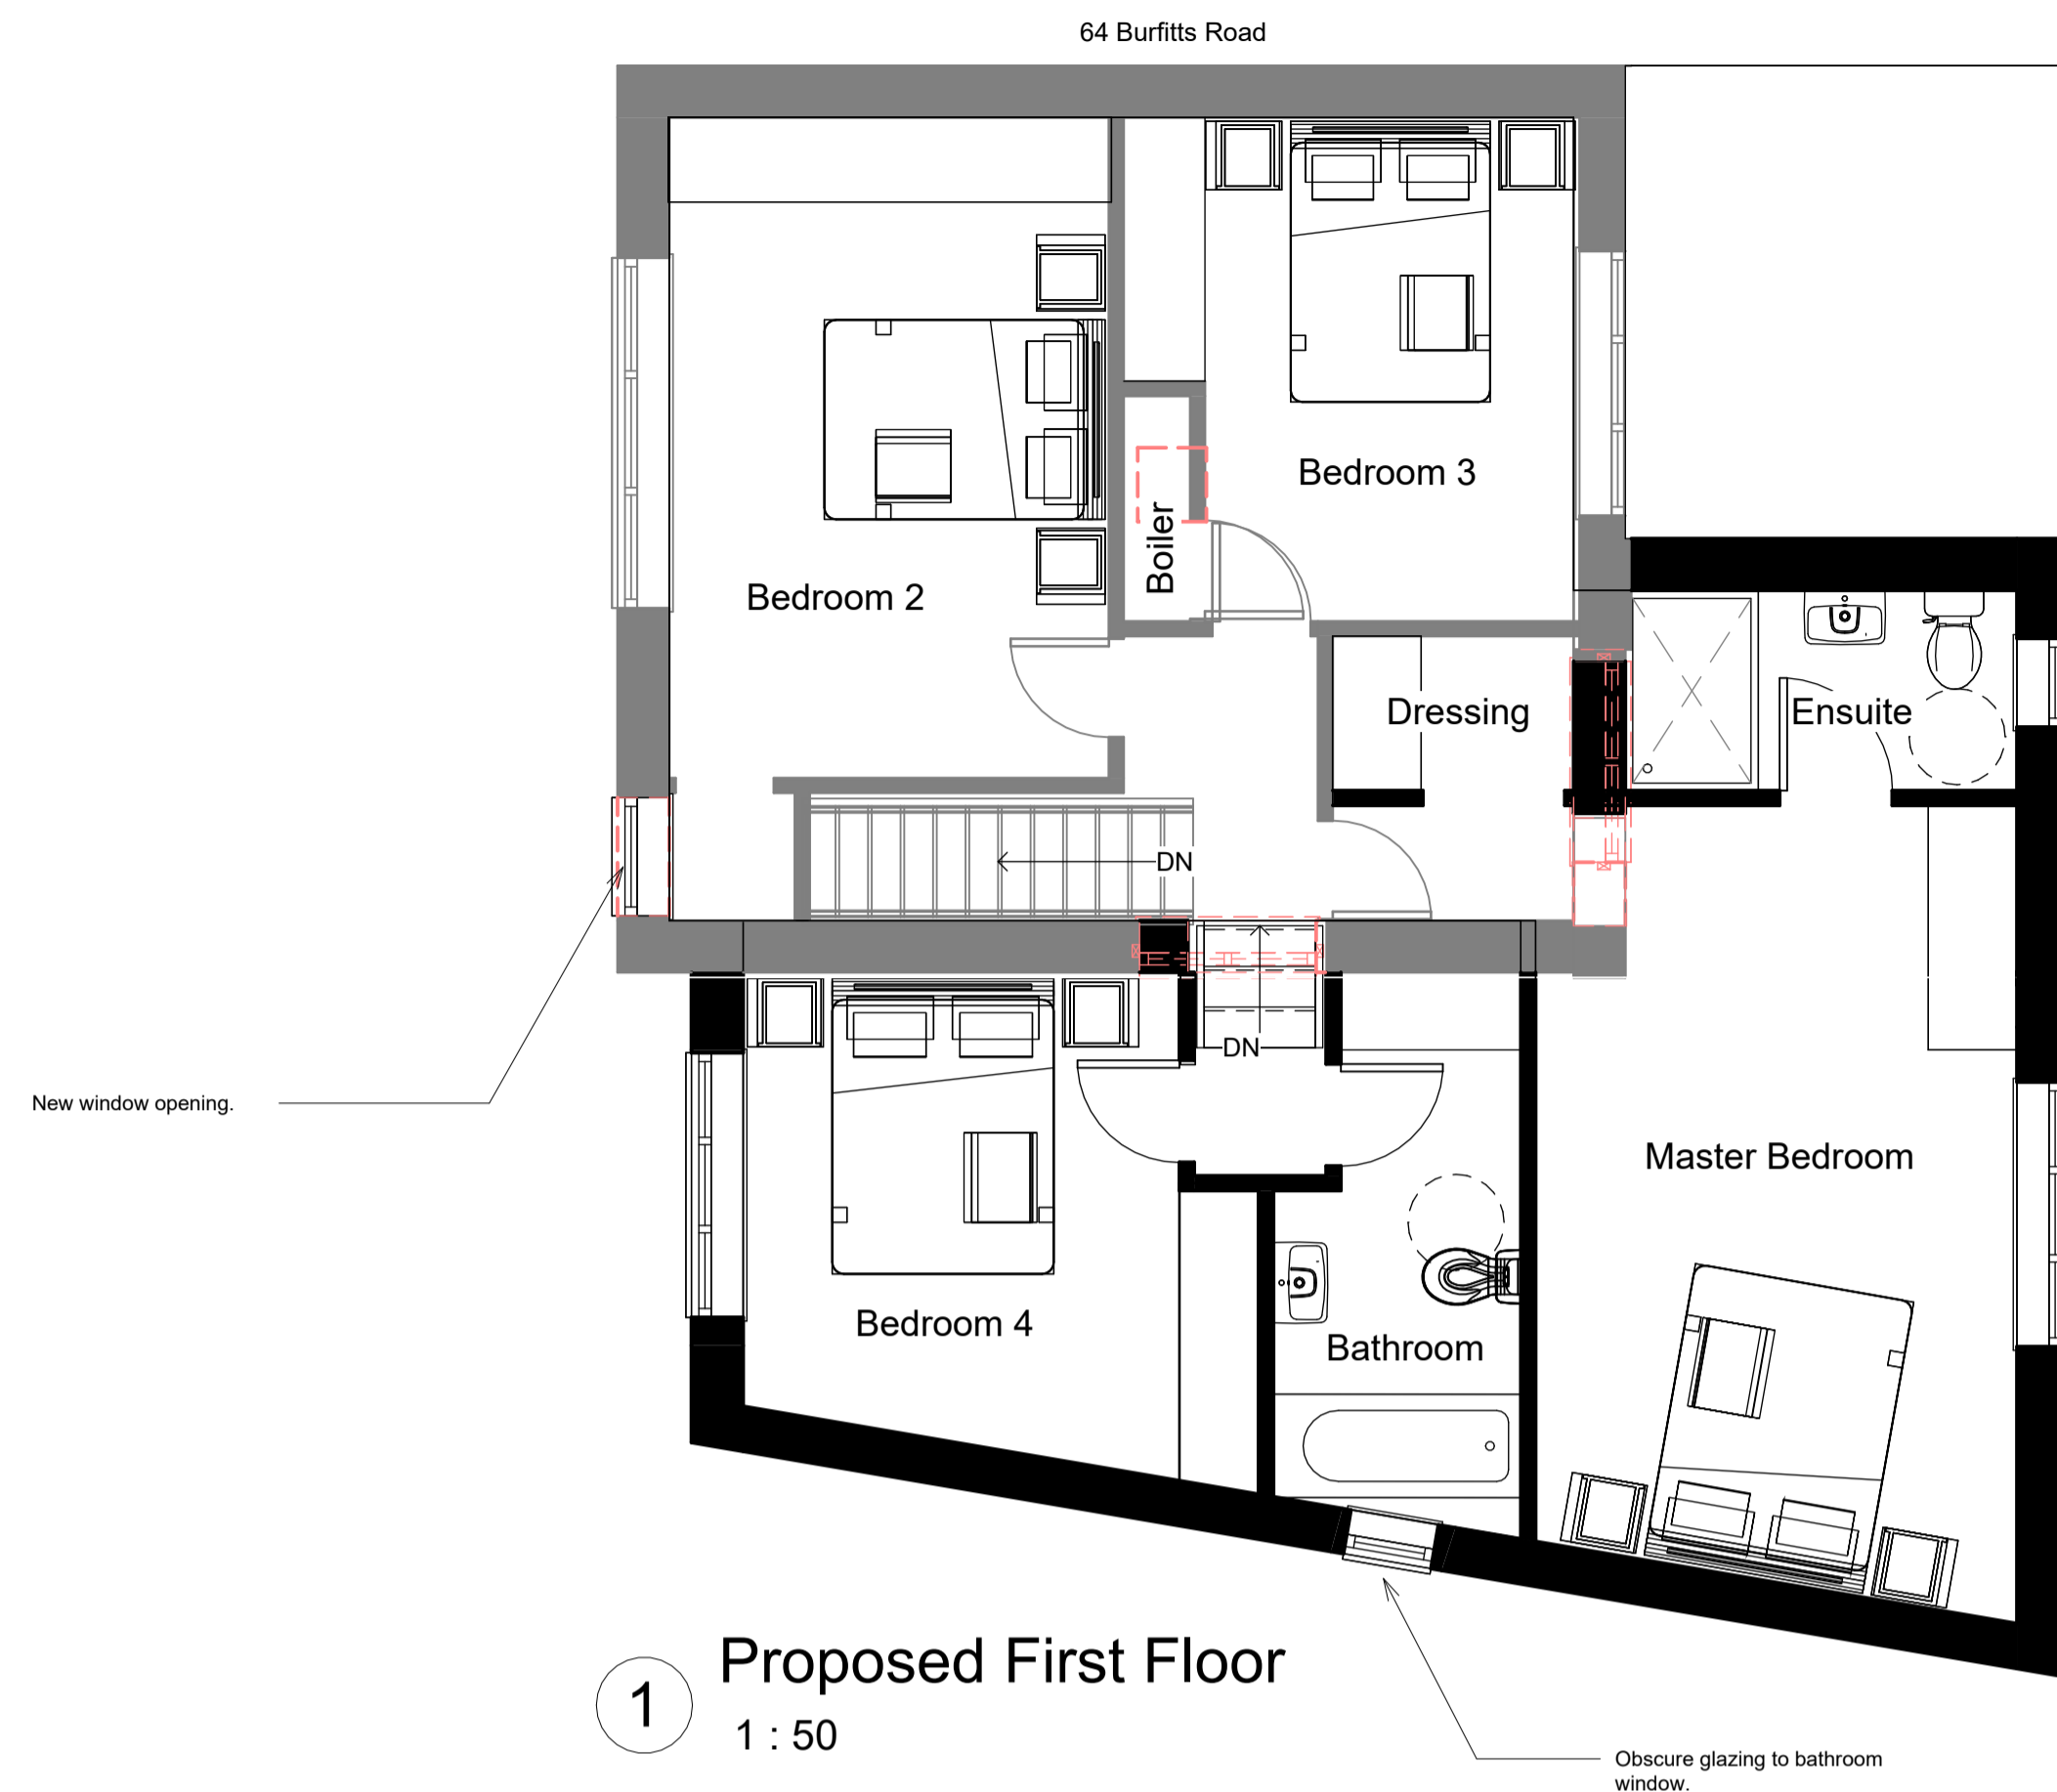 64 Burfitts Road
Bedroom 3
Boiler
Bedroom 2
Dressing
Ensuite
DN
DN
New window opening.
Master Bedroom
Bedroom 4
Bathroom
1
Proposed First Floor
1 : 50
Obscure glazing to bathroom
window.